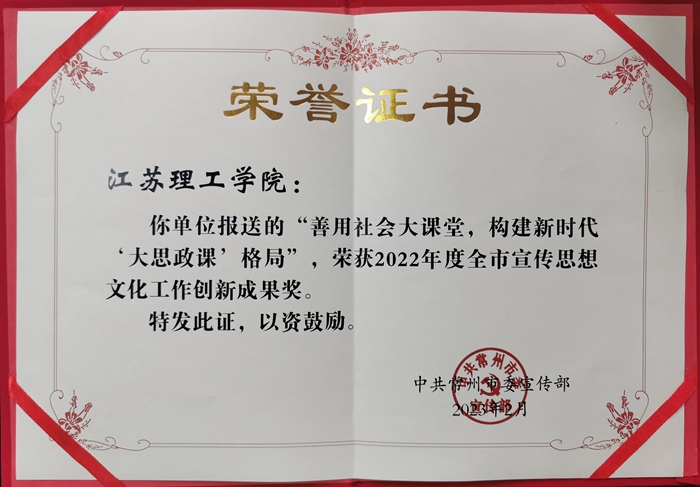 荣誉证书
江苏理工学院：
你单位报送的“善用社会大课堂，构建新时代
‘大思政课’格局”，荣获2022年度全市宣传思想
文化工作创新成果奖。
特发此证，以资鼓励。
中共常州市委宣传部
2023年2月